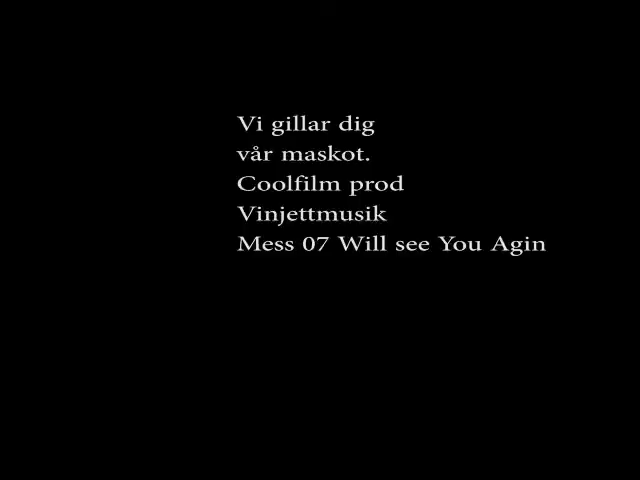 Vi gillar dig
vår maskot.
Coolfilm prod
Vinjettmusik
Mess 07 Will see You Agin